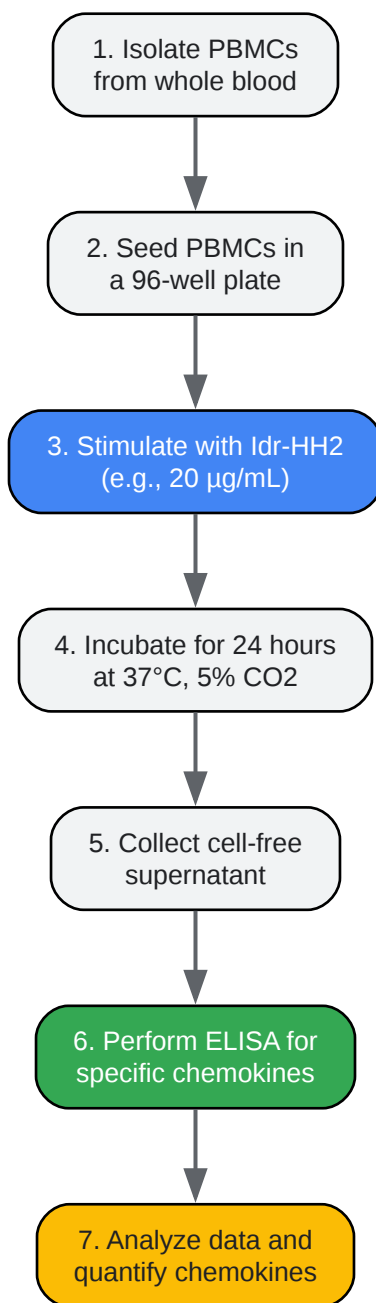 1. Isolate PBMCs
from whole blood
2. Seed PBMCs in
a 96-well plate
3. Stimulate with Idr-HH2
(e.g., 20 µg/mL)
4. Incubate for 24 hours
at 37°C, 5% CO2
5. Collect cell-free
supernatant
6. Perform ELISA for
specific chemokines
7. Analyze data and
quantify chemokines